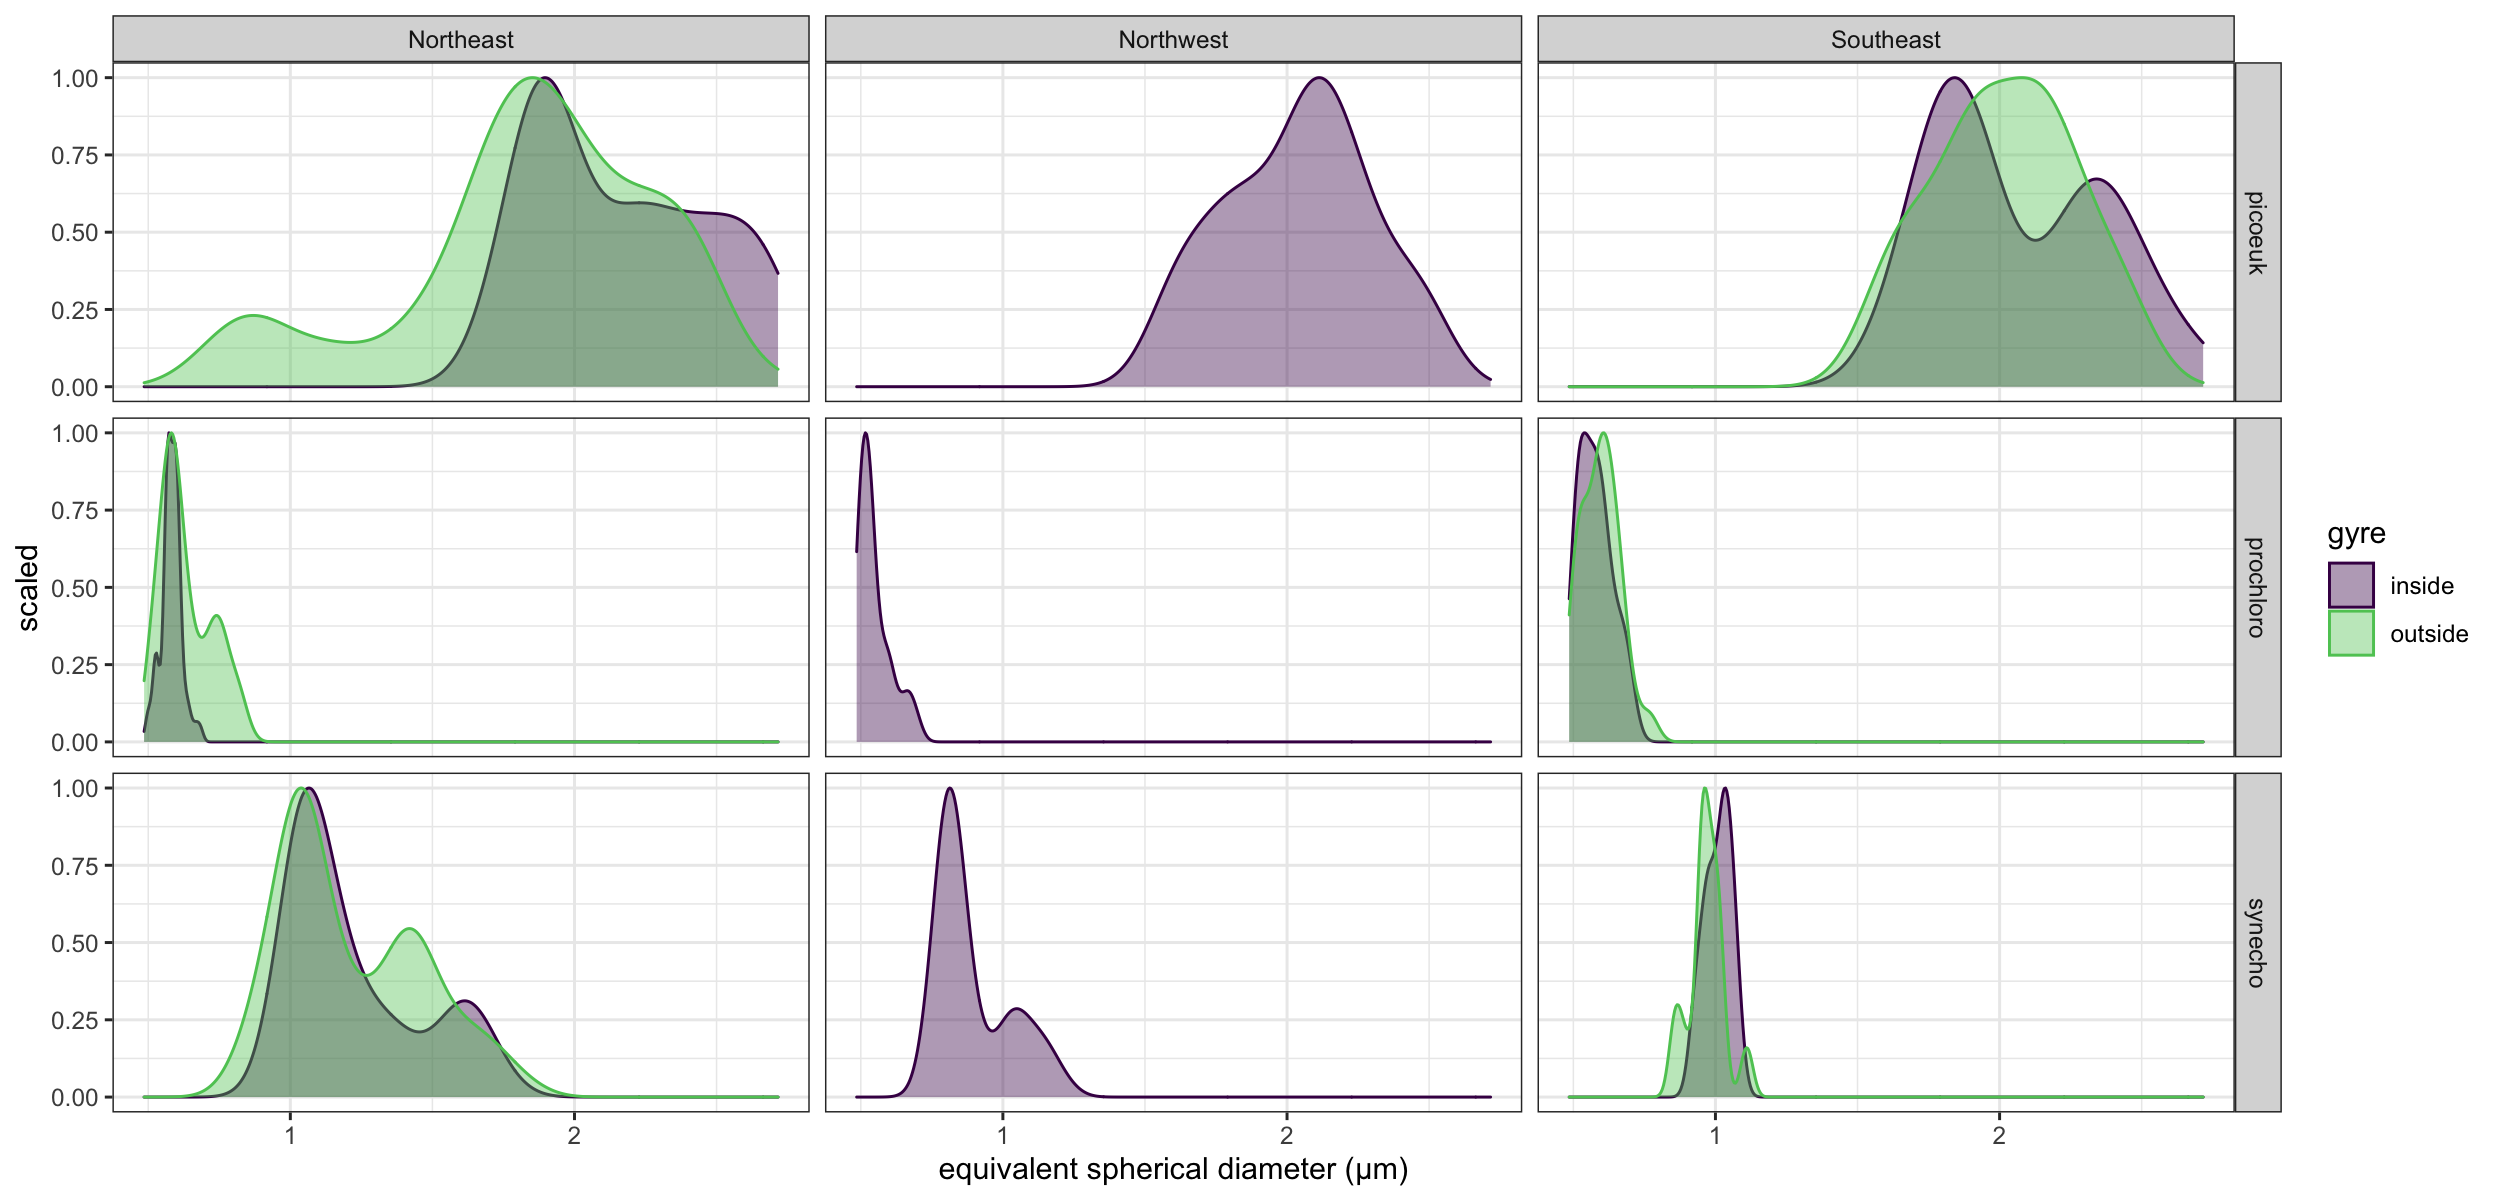 Northeast Northwest Southeast
1.00
0.75
0.50
0.25
0.00
picoeuk
1.00
0.75
0.50
0.25
0.00
prochloro
1.00
0.75
0.50
0.25
0.00
synecho
1 2 1 2 1 2
equivalent spherical diameter (μm)
scaled
gyre
inside
outside